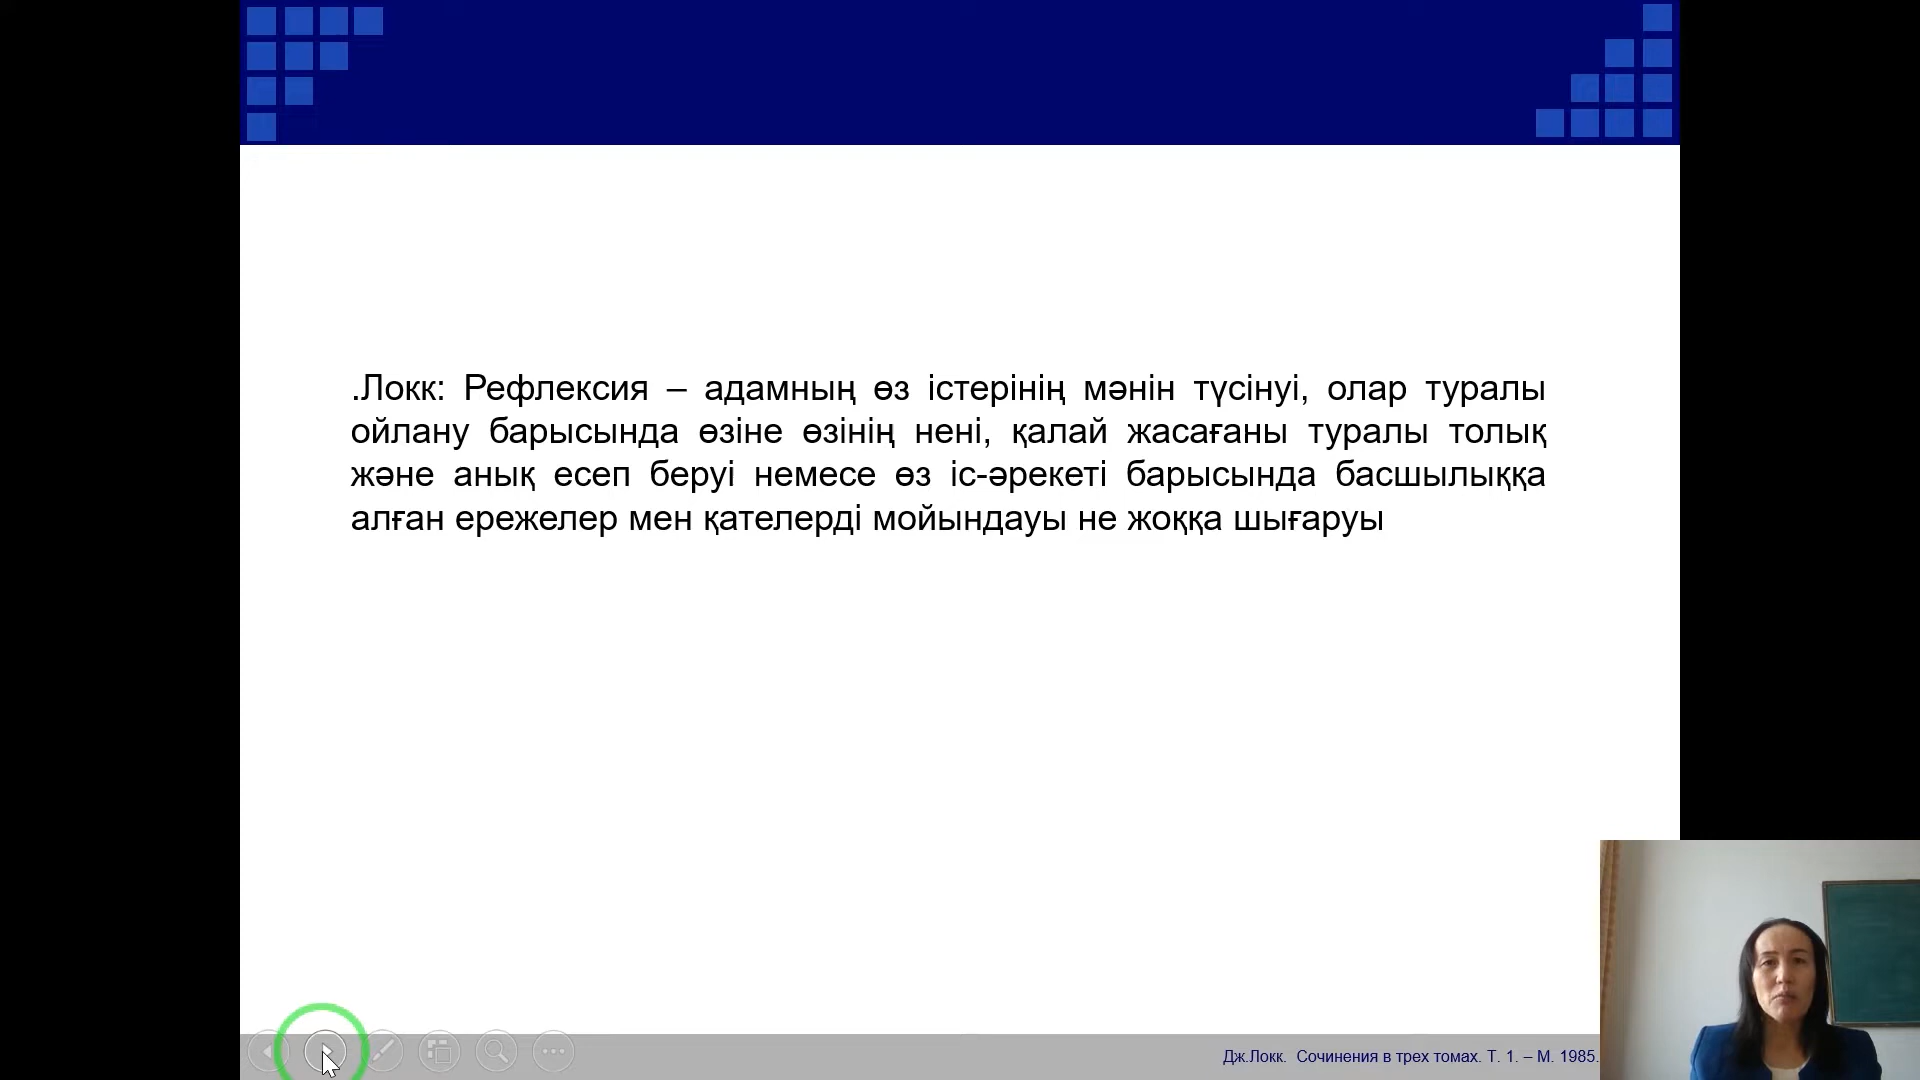 .Локк: Рефлексия – адамның өз істерінің мәнін түсінуі, олар туралы
ойлану барысында өзіне өзінің нені, қалай жасағаны туралы толық
және анық есеп беруі немесе өз іс-әрекеті барысында басшылыққа
алған ережелер мен қателерді мойындауы не жоққа шығаруы
Дж.Локк. Сочинения в трех томах. Т. 1. – М. 1985.